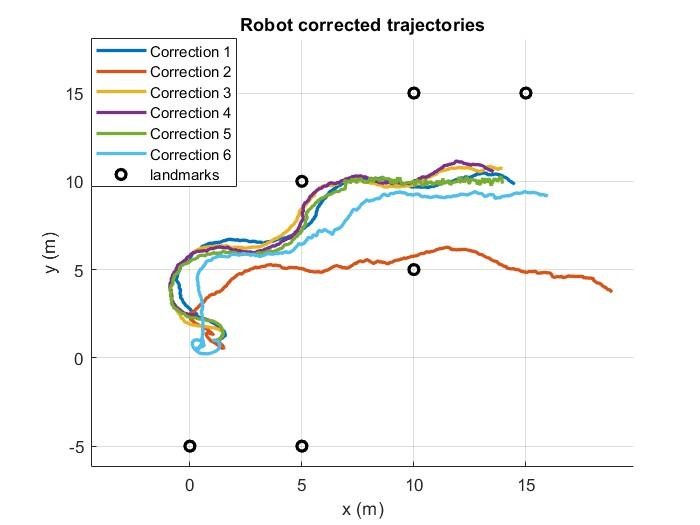 Robot corrected trajectories
Correction 1
Correction 2
Correction 3
Correction 4
Correction 5
Correction 6
landmarks
15
10
5
0
-5
y (m)
0 5 10 15
x (m)